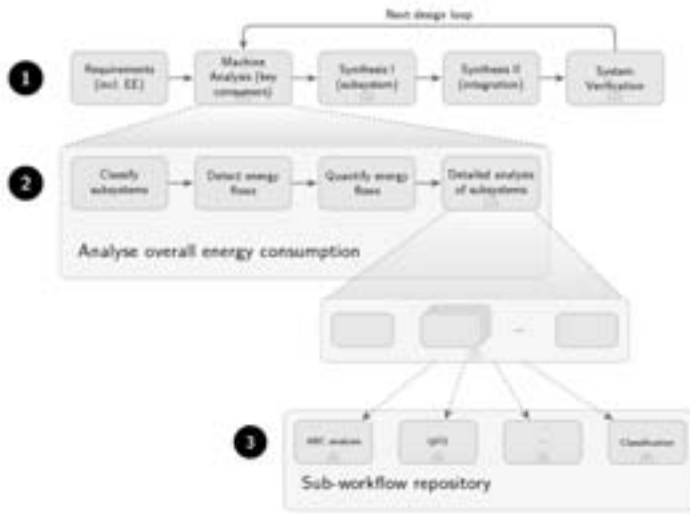 Next design loop
1
Requirements
(incl. EE)
Machine
Analysis (key
consumers)
Synthesis I
(subsystem)
Synthesis II
(integration)
System
Verification
2
Classify
subsystems
Detect energy
flows
Quantify energy
flows
Detailed analysis
of subsystems
Analyse overall energy consumption
...
3
ABC analysis
QFD
...
Classification
Sub-workflow repository